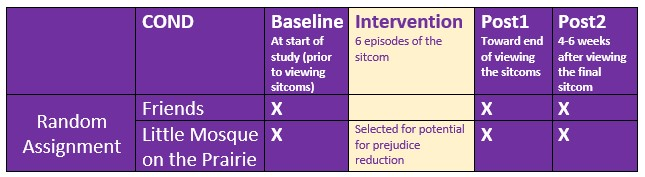 COND
Baseline
At start of
study (prior
to viewing
sitcoms)
Intervention
6 episodes of the
sitcom
Post1
Toward end
of viewing
the sitcoms
Post2
4-6 weeks
after viewing
the final
sitcom
Random
Assignment
Friends
X
X
X
Little Mosque
on the Prairie
X
Selected for potential
for prejudice
reduction
X
X